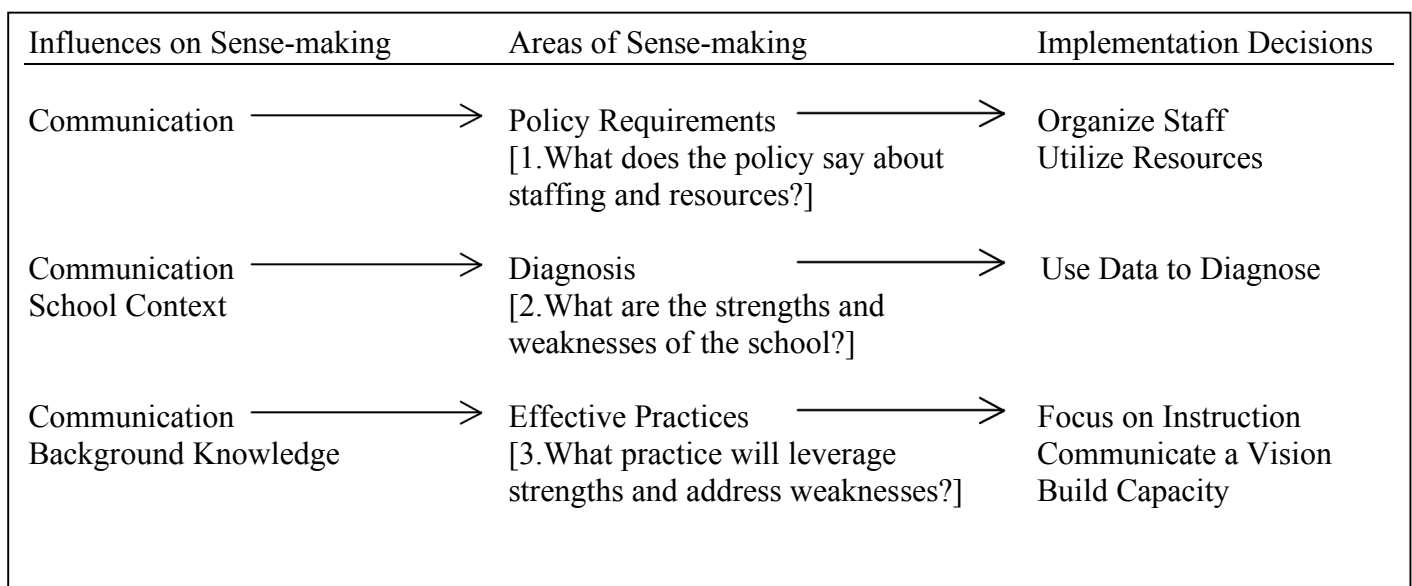 Influences on Sense-making Areas of Sense-making Implementation Decisions
Communication Policy Requirements Organize Staff
[1.What does the policy say about Utilize Resources
staffing and resources?]
Communication Diagnosis Use Data to Diagnose
School Context [2.What are the strengths and
weaknesses of the school?]
Communication Effective Practices Focus on Instruction
Background Knowledge [3.What practice will leverage Communicate a Vision
strengths and address weaknesses?] Build Capacity